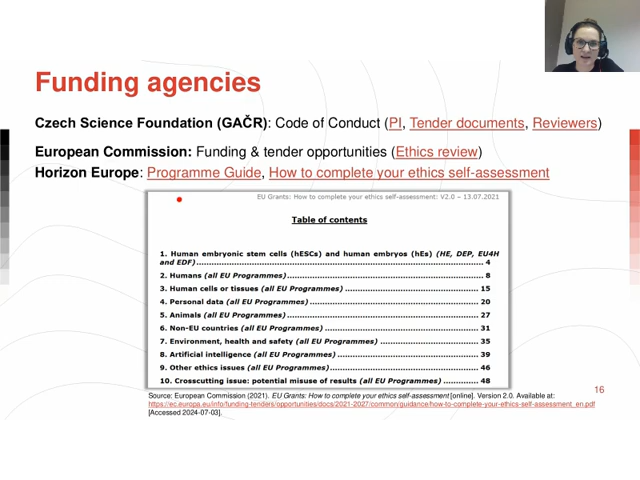 Funding agencies
Czech Science Foundation (GAČR): Code of Conduct (PI, Tender documents, Reviewers)
European Commission: Funding & tender opportunities (Ethics review)
Horizon Europe: Programme Guide, How to complete your ethics self-assessment
EU Grants: How to complete your ethics self-assessment: V2.0 – 13.07.2021
Table of contents
1. Human embryonic stem cells (hESCs) and human embryos (hEs) (HE, DEP, EU4H
and EDF) 4
2. Humans (all EU Programmes) 8
3. Human cells or tissues (all EU Programmes) 15
4. Personal data (all EU Programmes) 20
5. Animals (all EU Programmes) 27
6. Non-EU countries (all EU Programmes) 31
7. Environment, health and safety (all EU Programmes) 35
8. Artificial intelligence (all EU Programmes) 39
9. Other ethics issues (all EU Programmes) 46
10. Crosscutting issue: potential misuse of results (all EU Programmes) 48
16
Source: European Commission (2021). EU Grants: How to complete your ethics self-assessment [online]. Version 2.0. Available at:
https://ec.europa.eu/info/funding-tenders/opportunities/docs/2021-2027/common/guidance/how-to-complete-your-ethics-self-assessment_en.pdf
[Accessed 2024-07-03].